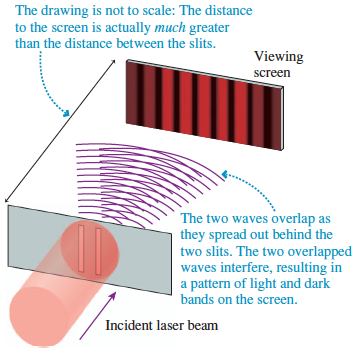 The drawing is not to scale: The distance
to the screen is actually much greater
than the distance between the slits.
Viewing
screen
The two waves overlap as
they spread out behind the
two slits. The two overlapped
waves interfere, resulting in
a pattern of light and dark
bands on the screen.
Incident laser beam